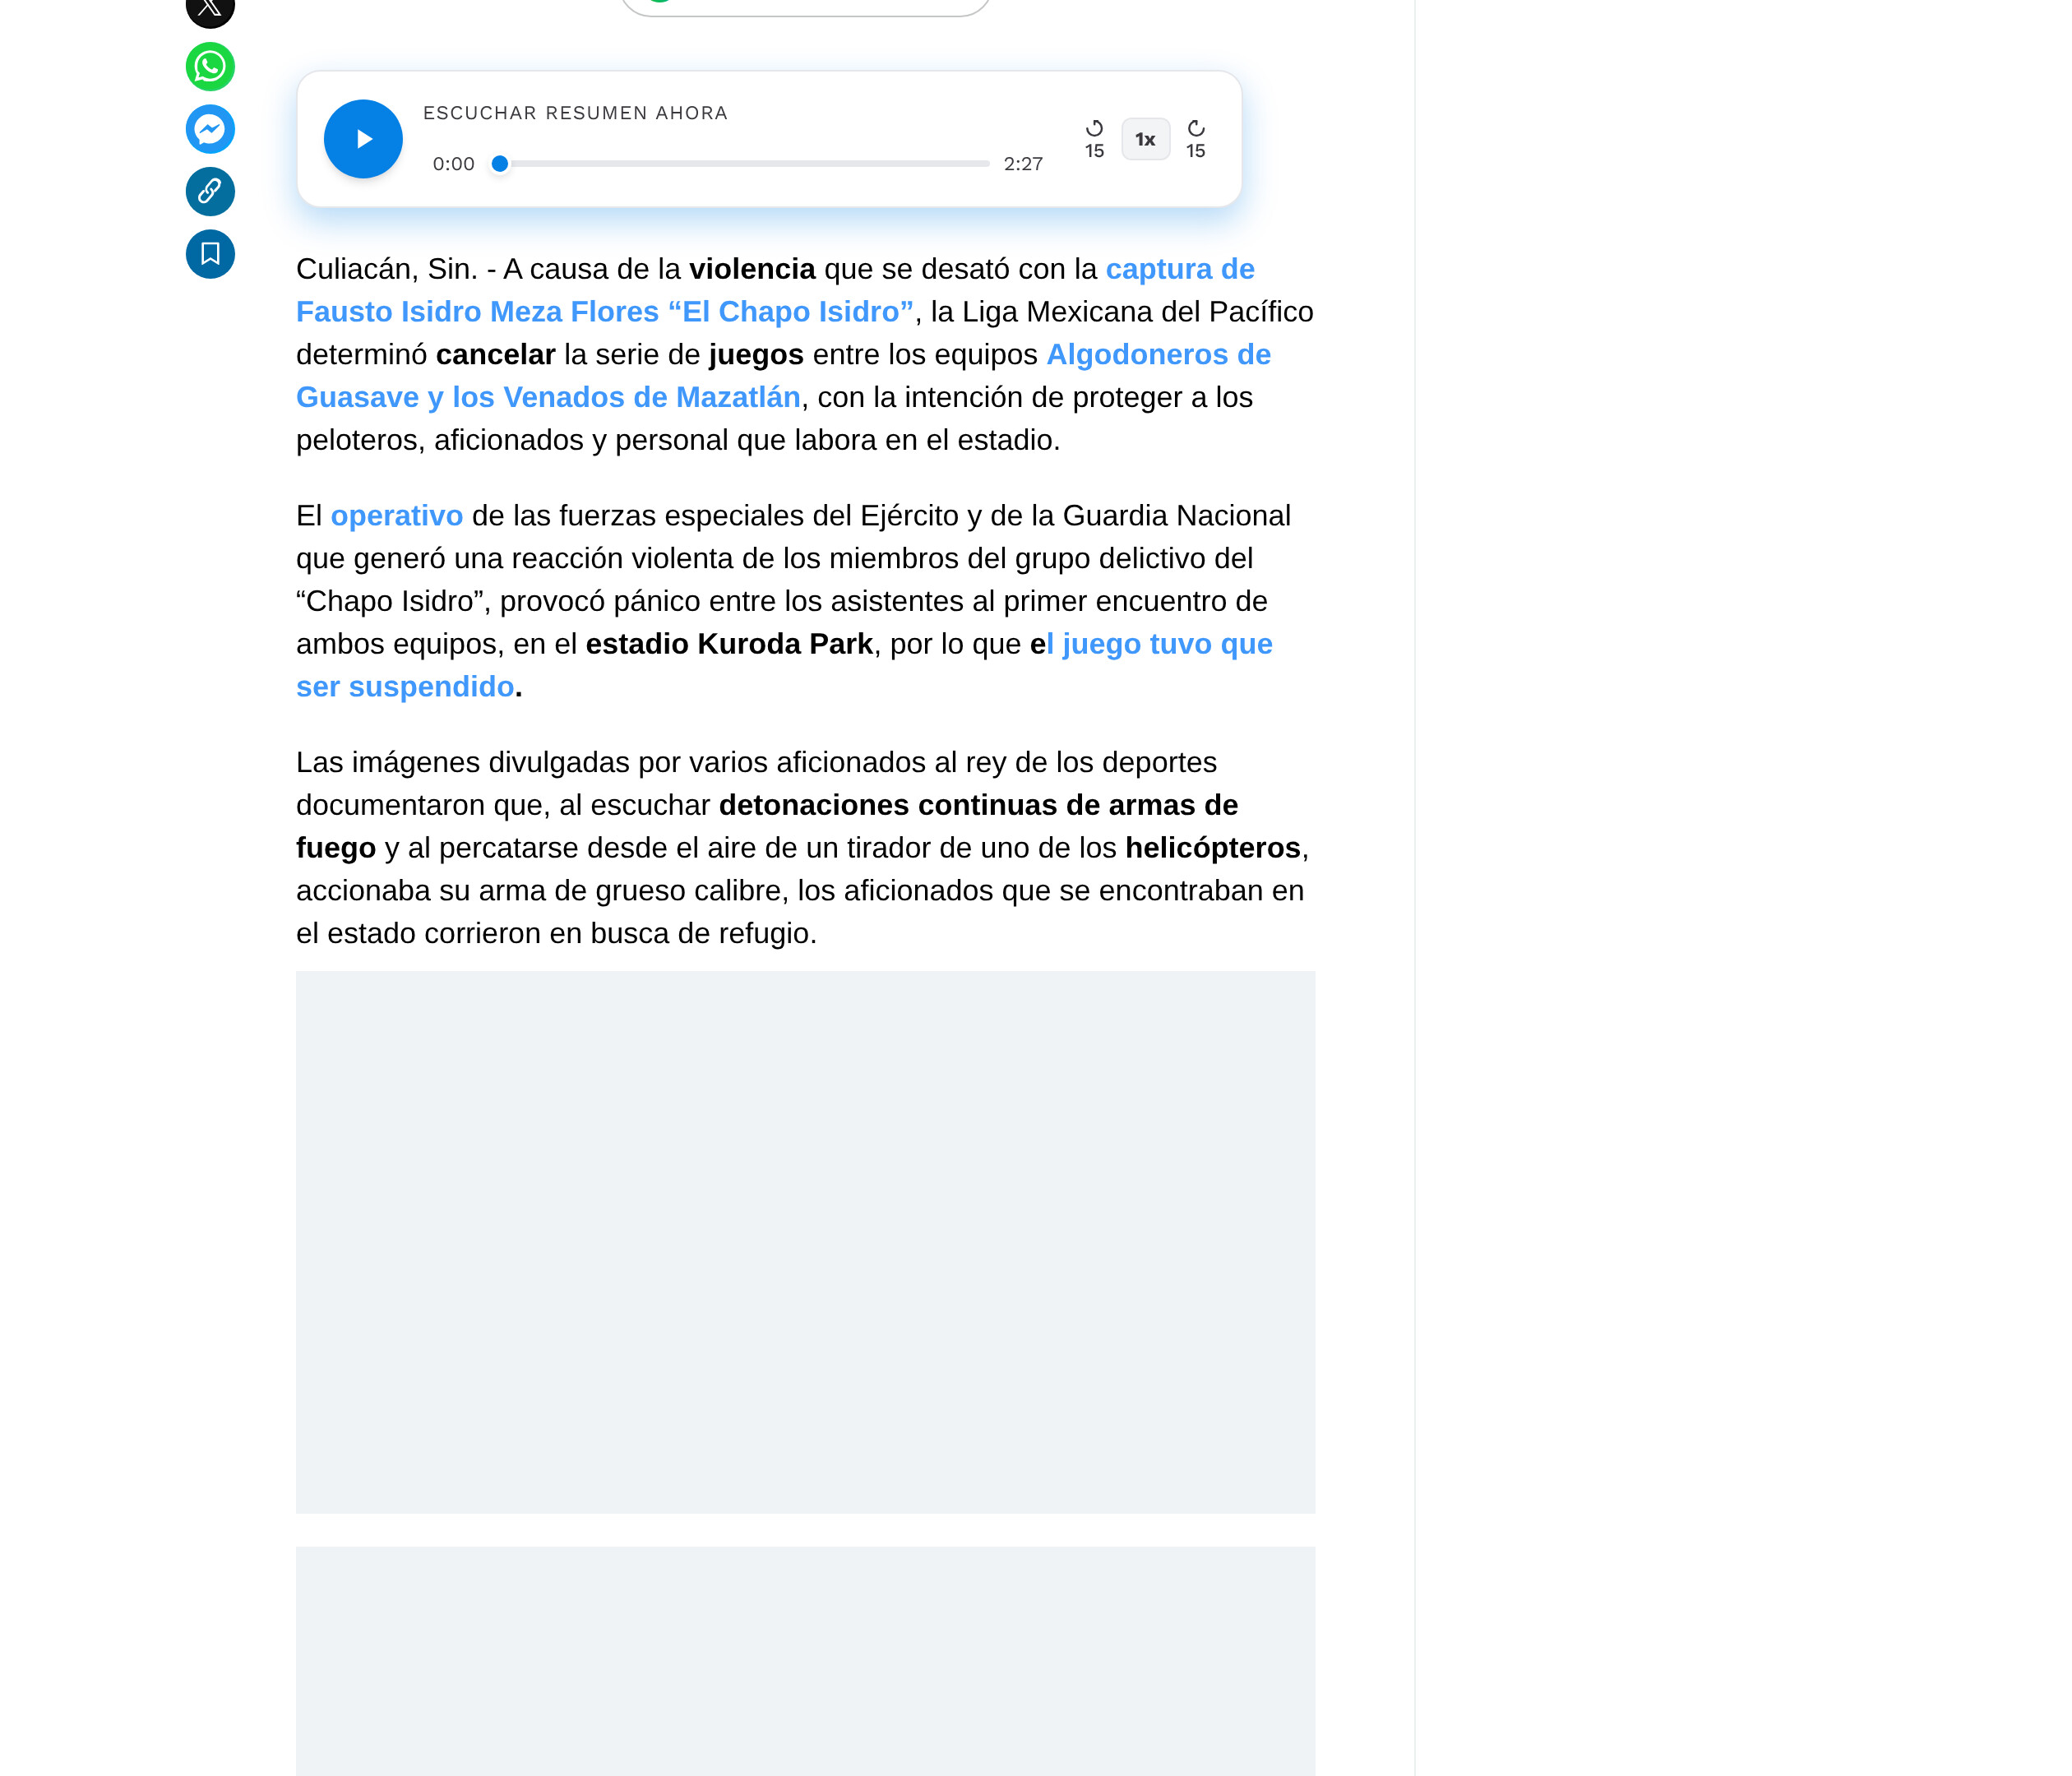 ESCUCHAR RESUMEN AHORA
0:00
2:27
15
1x
15
Culiacán, Sin. - A causa de la violencia que se desató con la captura de
Fausto Isidro Meza Flores “El Chapo Isidro”, la Liga Mexicana del Pacífico
determinó cancelar la serie de juegos entre los equipos Algodoneros de
Guasave y los Venados de Mazatlán, con la intención de proteger a los
peloteros, aficionados y personal que labora en el estadio.
El operativo de las fuerzas especiales del Ejército y de la Guardia Nacional
que generó una reacción violenta de los miembros del grupo delictivo del
“Chapo Isidro”, provocó pánico entre los asistentes al primer encuentro de
ambos equipos, en el estadio Kuroda Park, por lo que el juego tuvo que
ser suspendido.
Las imágenes divulgadas por varios aficionados al rey de los deportes
documentaron que, al escuchar detonaciones continuas de armas de
fuego y al percatarse desde el aire de un tirador de uno de los helicópteros,
accionaba su arma de grueso calibre, los aficionados que se encontraban en
el estado corrieron en busca de refugio.